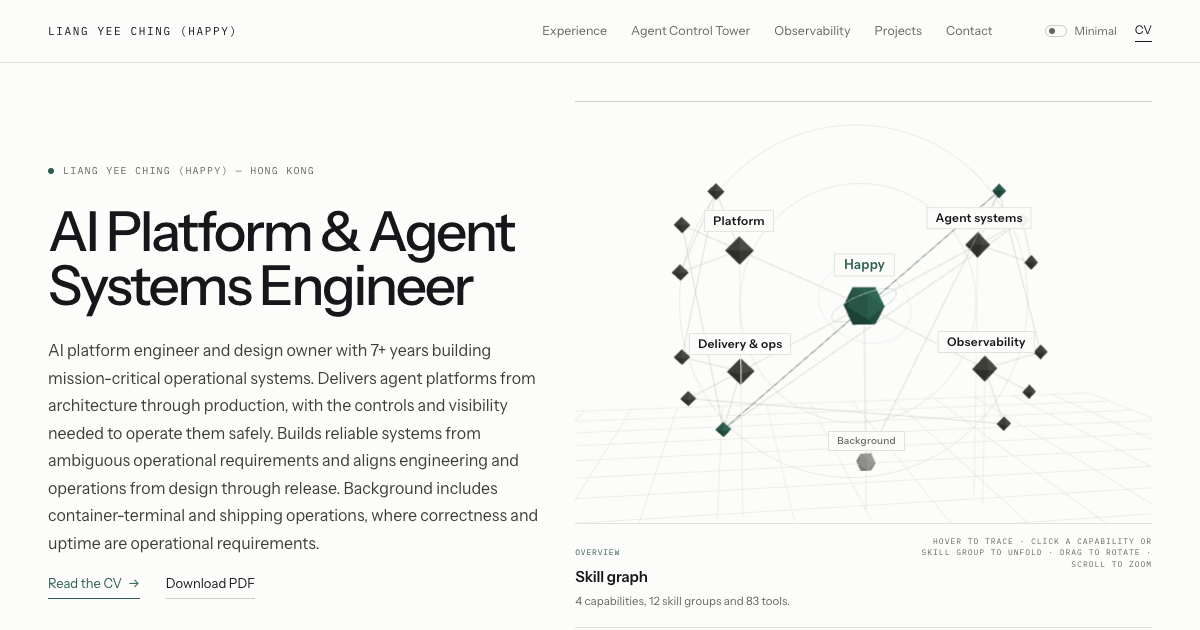 LIANG YEE CHING (HAPPY)
Experience
Agent Control Tower
Observability
Projects
Contact
Minimal
CV
LIANG YEE CHING (HAPPY) — HONG KONG
AI Platform & Agent
Systems Engineer
AI platform engineer and design owner with 7+ years building
mission-critical operational systems. Delivers agent platforms from
architecture through production, with the controls and visibility
needed to operate them safely. Builds reliable systems from
ambiguous operational requirements and aligns engineering and
operations from design through release. Background includes
container-terminal and shipping operations, where correctness and
uptime are operational requirements.
Read the CV →
Download PDF
Platform
Agent systems
Happy
Delivery & ops
Observability
Background
OVERVIEW
Skill graph
4 capabilities, 12 skill groups and 83 tools.
HOVER TO TRACE · CLICK A CAPABILITY OR
SKILL GROUP TO UNFOLD · DRAG TO ROTATE ·
SCROLL TO ZOOM